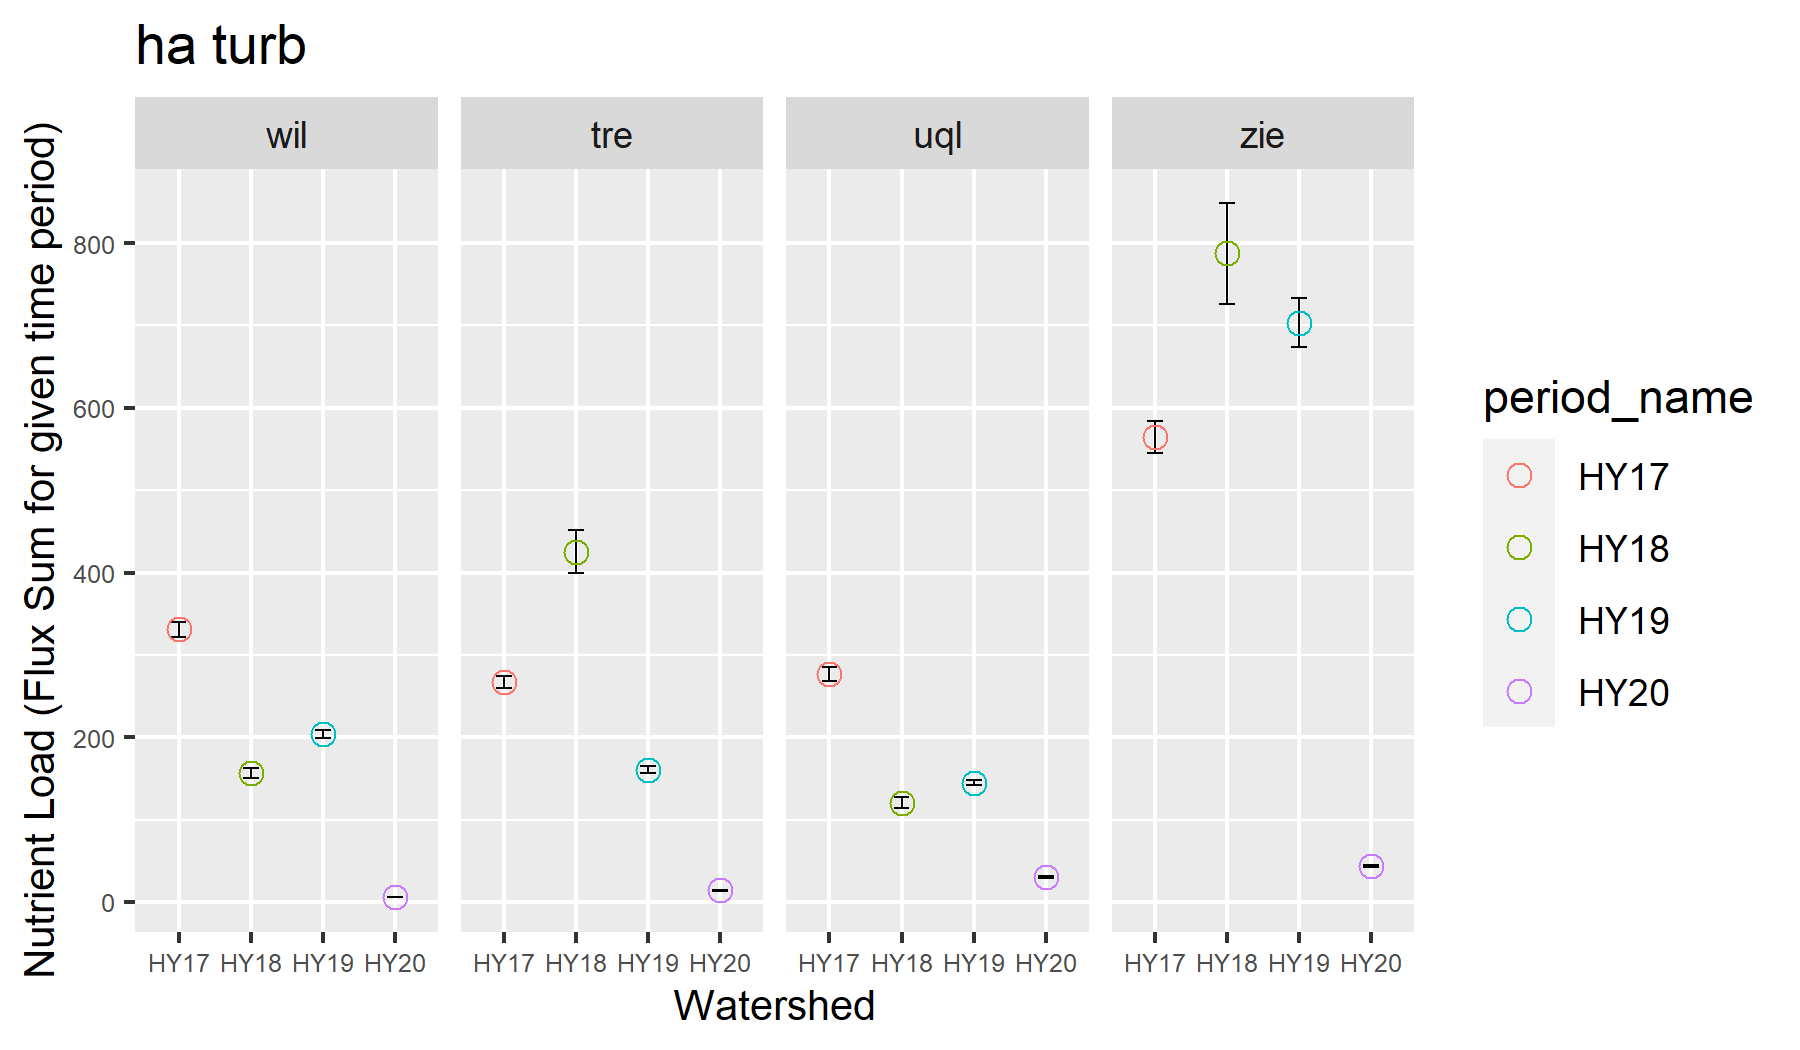 ha turb
wil
tre
uql
zie
Nutrient Load (Flux Sum for given time period)
800
600
400
200
0
HY17 HY18 HY19 HY20
HY17 HY18 HY19 HY20
HY17 HY18 HY19 HY20
HY17 HY18 HY19 HY20
Watershed
period_name
HY17
HY18
HY19
HY20